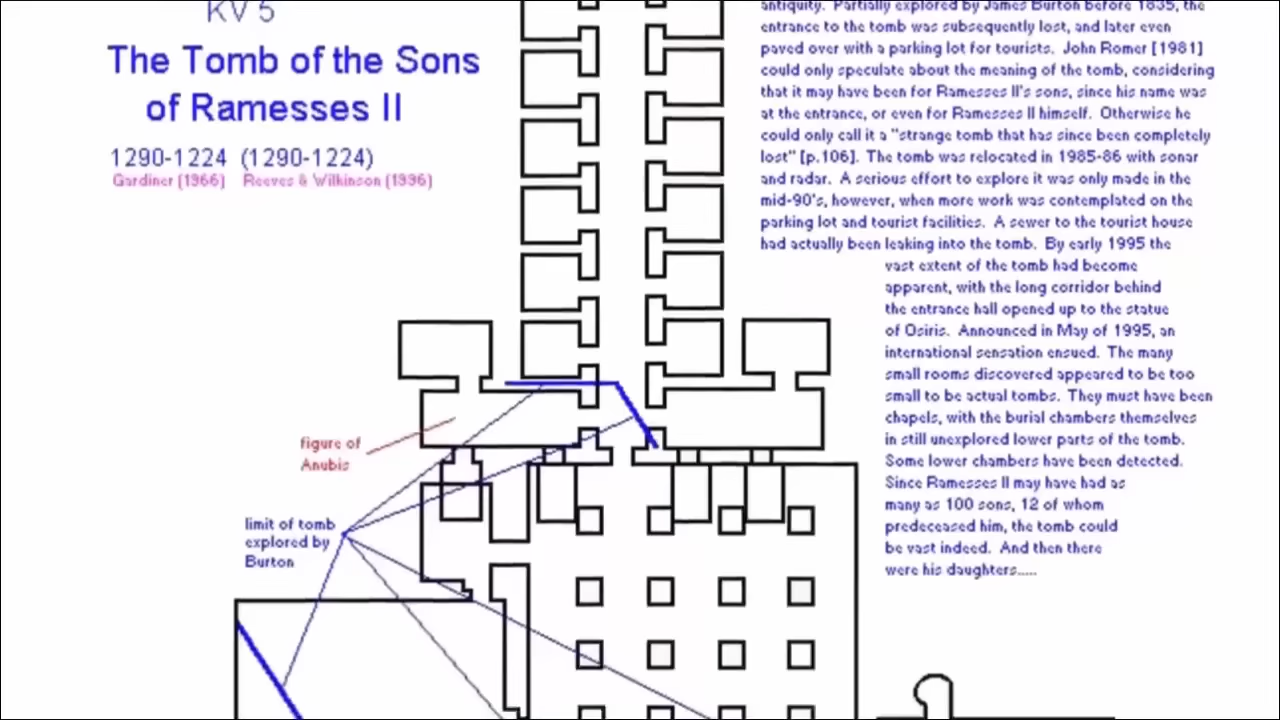 KV 5
The Tomb of the Sons
of Ramesses II
1290-1224 (1290-1224)
Gardiner (1966) Reeves & Wilkinson (1996)
antiquity. Partially explored by James Burton before 1835, the
entrance to the tomb was subsequently lost, and later even
paved over with a parking lot for tourists. John Romer [1981]
could only speculate about the meaning of the tomb, considering
that it may have been for Ramesses II's sons, since his name was
at the entrance, or even for Ramesses II himself. Otherwise he
could only call it a "strange tomb that has since been completely
lost" [p.106]. The tomb was relocated in 1985-86 with sonar
and radar. A serious effort to explore it was only made in the
mid-90's, however, when more work was contemplated on the
parking lot and tourist facilities. A sewer to the tourist house
had actually been leaking into the tomb. By early 1995 the
vast extent of the tomb had become
apparent, with the long corridor behind
the entrance hall opened up to the statue
of Osiris. Announced in May of 1995, an
international sensation ensued. The many
small rooms discovered appeared to be too
small to be actual tombs. They must have been
chapels, with the burial chambers themselves
in still unexplored lower parts of the tomb.
Some lower chambers have been detected.
Since Ramesses II may have had as
many as 100 sons, 12 of whom
predeceased him, the tomb could
be vast indeed. And then there
were his daughters.....
figure of
Anubis
limit of tomb
explored by
Burton